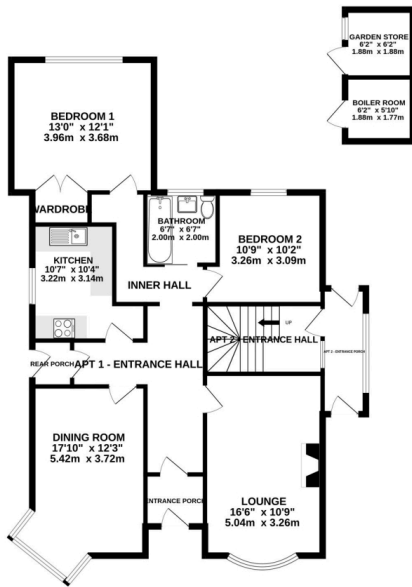 GARDEN STORE
6'2" x 6'2"
1.88m x 1.88m
BOILER ROOM
6'2" x 5'10"
1.88m x 1.77m
BEDROOM 1
13'0" x 12'1"
3.96m x 3.68m
WARDROBE
BATHROOM
6'7" x 6'7"
2.00m x 2.00m
BEDROOM 2
10'9" x 10'2"
3.26m x 3.09m
KITCHEN
10'7" x 10'4"
3.22m x 3.14m
INNER HALL
UP
APT 2 - ENTRANCE HALL
APT 2 - ENTRANCE PORCH
REAR PORCH
APT 1 - ENTRANCE HALL
DINING ROOM
17'10" x 12'3"
5.42m x 3.72m
ENTRANCE PORCH
LOUNGE
16'6" x 10'9"
5.04m x 3.26m